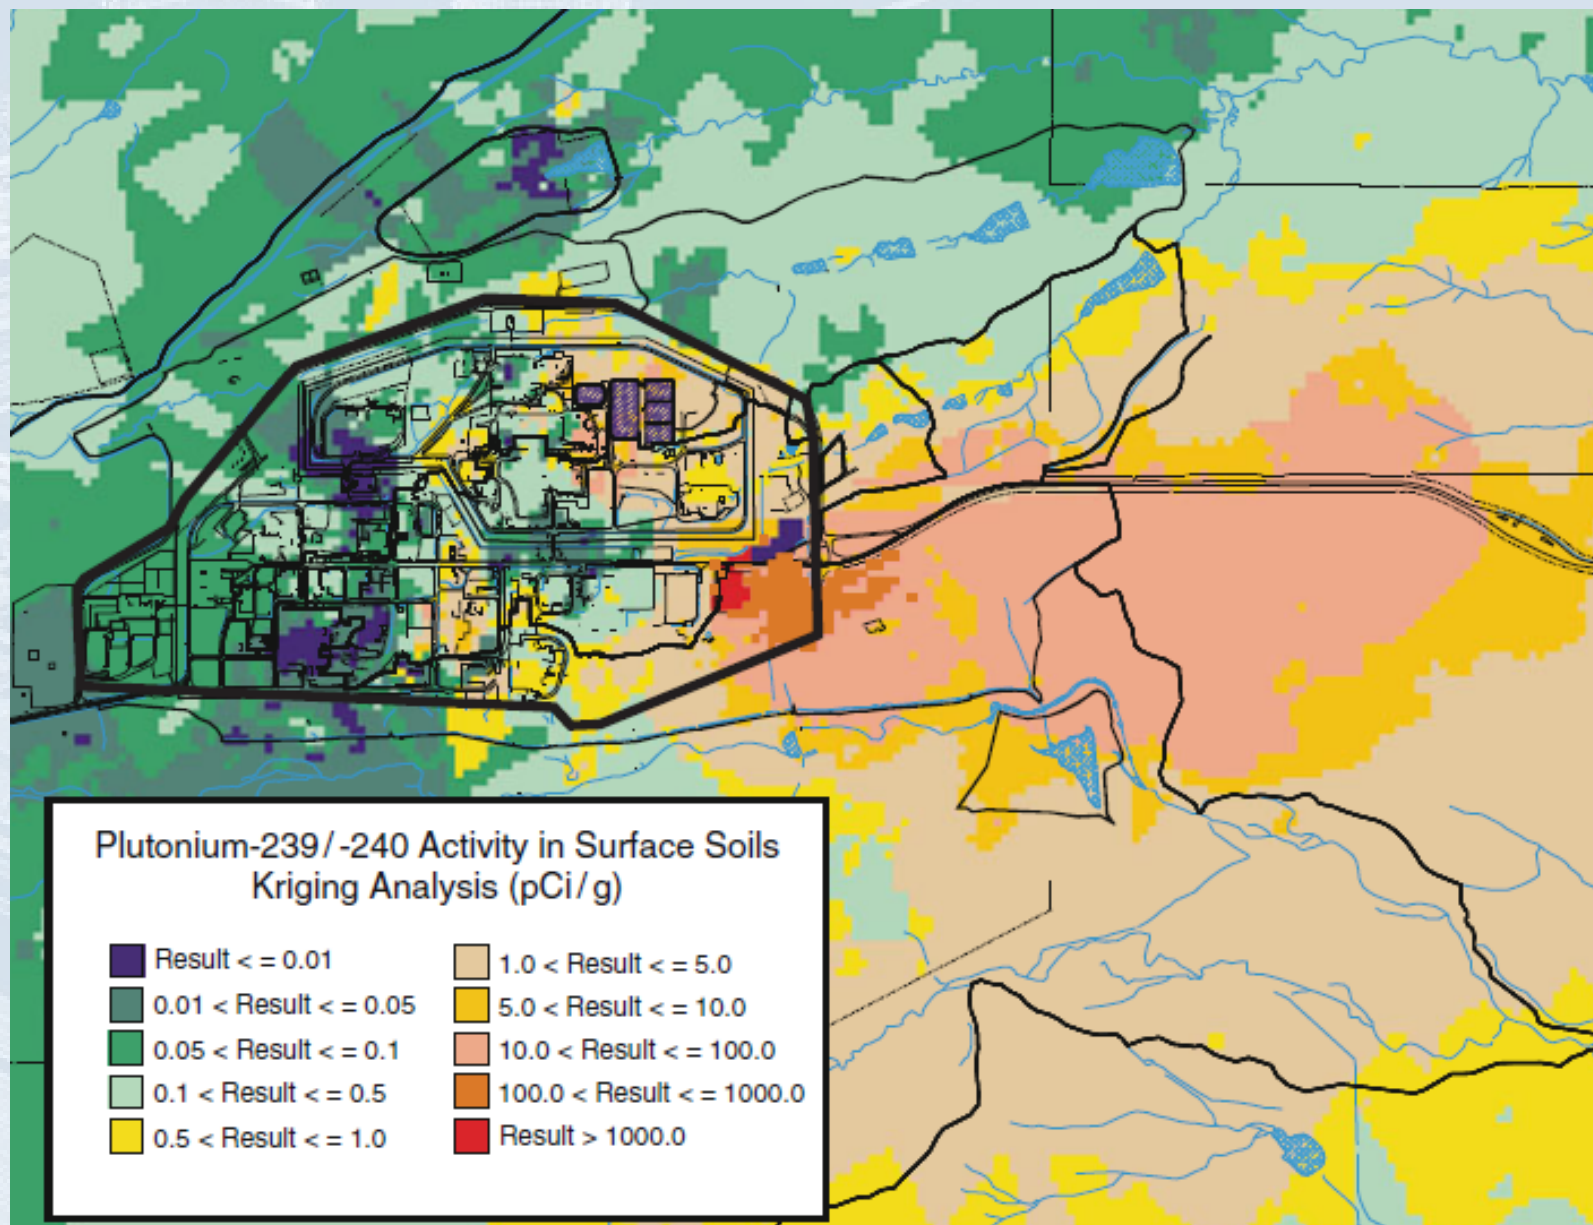 Plutonium-239/-240 Activity in Surface Soils
Kriging Analysis (pCi/g)
Result < = 0.01
0.01 < Result < = 0.05
0.05 < Result < = 0.1
0.1 < Result < = 0.5
0.5 < Result < = 1.0
1.0 < Result < = 5.0
5.0 < Result < = 10.0
10.0 < Result < = 100.0
100.0 < Result < = 1000.0
Result > 1000.0